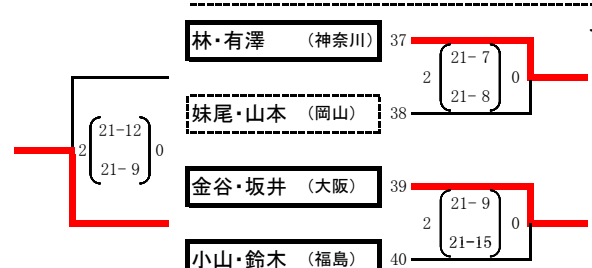 林・有澤 （神奈川） 37
21- 7
2 0
21- 8
妹尾・山本 （岡山） 38
21-12
2 0
21- 9
金谷・坂井 （大阪） 39
21- 9
2 0
21-15
小山・鈴木 （福島） 40